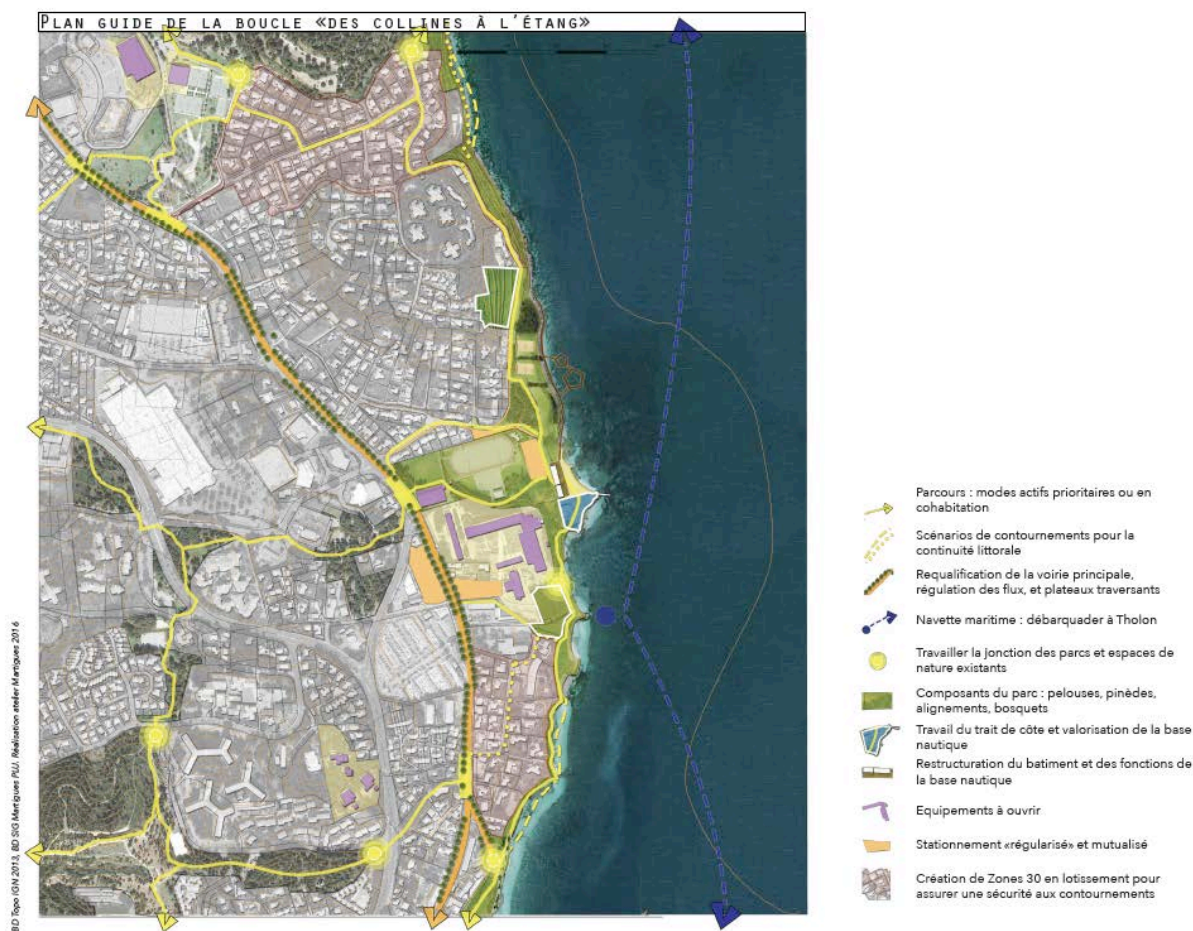 PLAN GUIDE DE LA BOUCLE «DES COLLINES À L'ÉTANG»
Parcours : modes actifs prioritaires ou en
cohabitation
Scénarios de contournements pour la
continuité littorale
Requalification de la voirie principale,
régulation des flux, et plateaux traversants
Navette maritime : débarquader à Tholon
Travailler la jonction des parcs et espaces de
nature existants
Composants du parc : pelouses, pinèdes,
alignements, bosquets
Travail du trait de côte et valorisation de la base
nautique
Restructuration du batiment et des fonctions de
la base nautique
Equipements à ouvrir
Stationnement «régularisé» et mutualisé
Création de Zones 30 en lotissement pour
assurer une sécurité aux contournements
BD Topo IGN 2013, BD SIG Martigues PLU. Réalisation atelier Martigues 2016